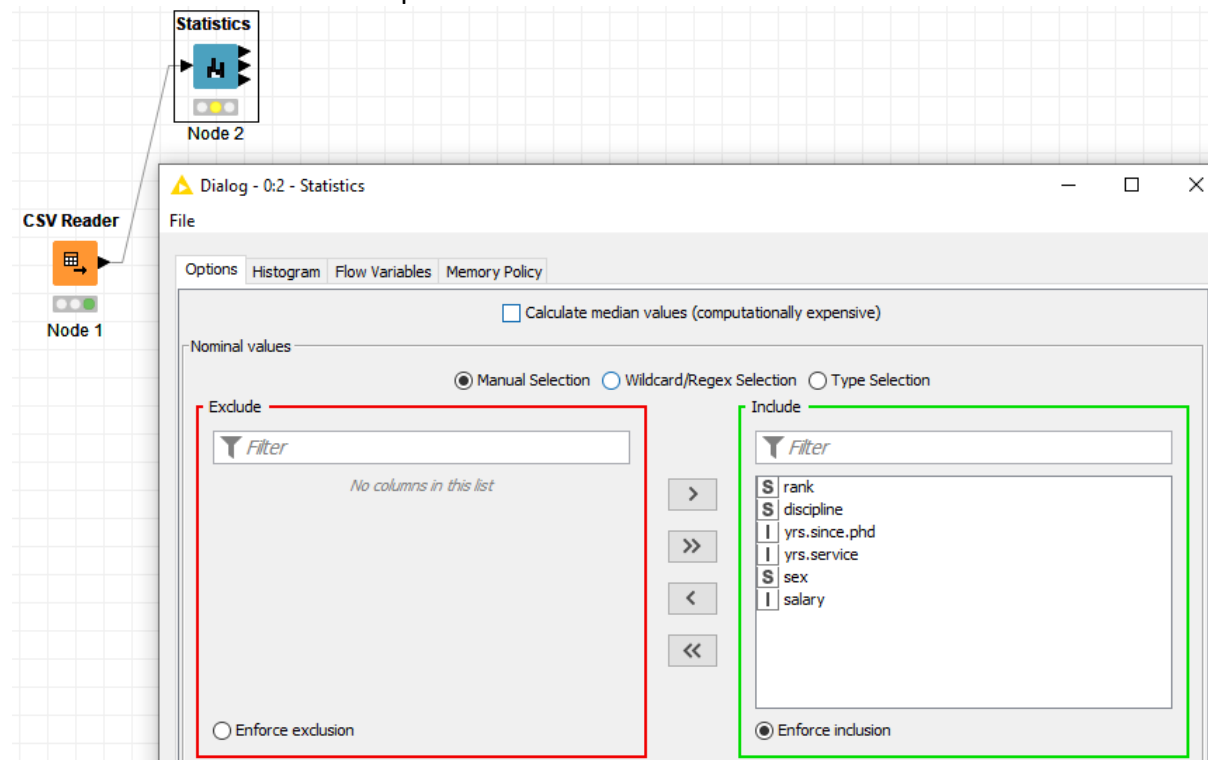 Statistics
Node 2
CSV Reader
Node 1
Dialog - 0:2 - Statistics
File
Options Histogram Flow Variables Memory Policy
Calculate median values (computationally expensive)
Nominal values
Manual Selection Wildcard/Regex Selection Type Selection
Exclude
Filter
No columns in this list
Enforce exclusion
>
>>
<
<<
Include
Filter
S rank
S discipline
I yrs.since.phd
I yrs.service
S sex
I salary
Enforce inclusion